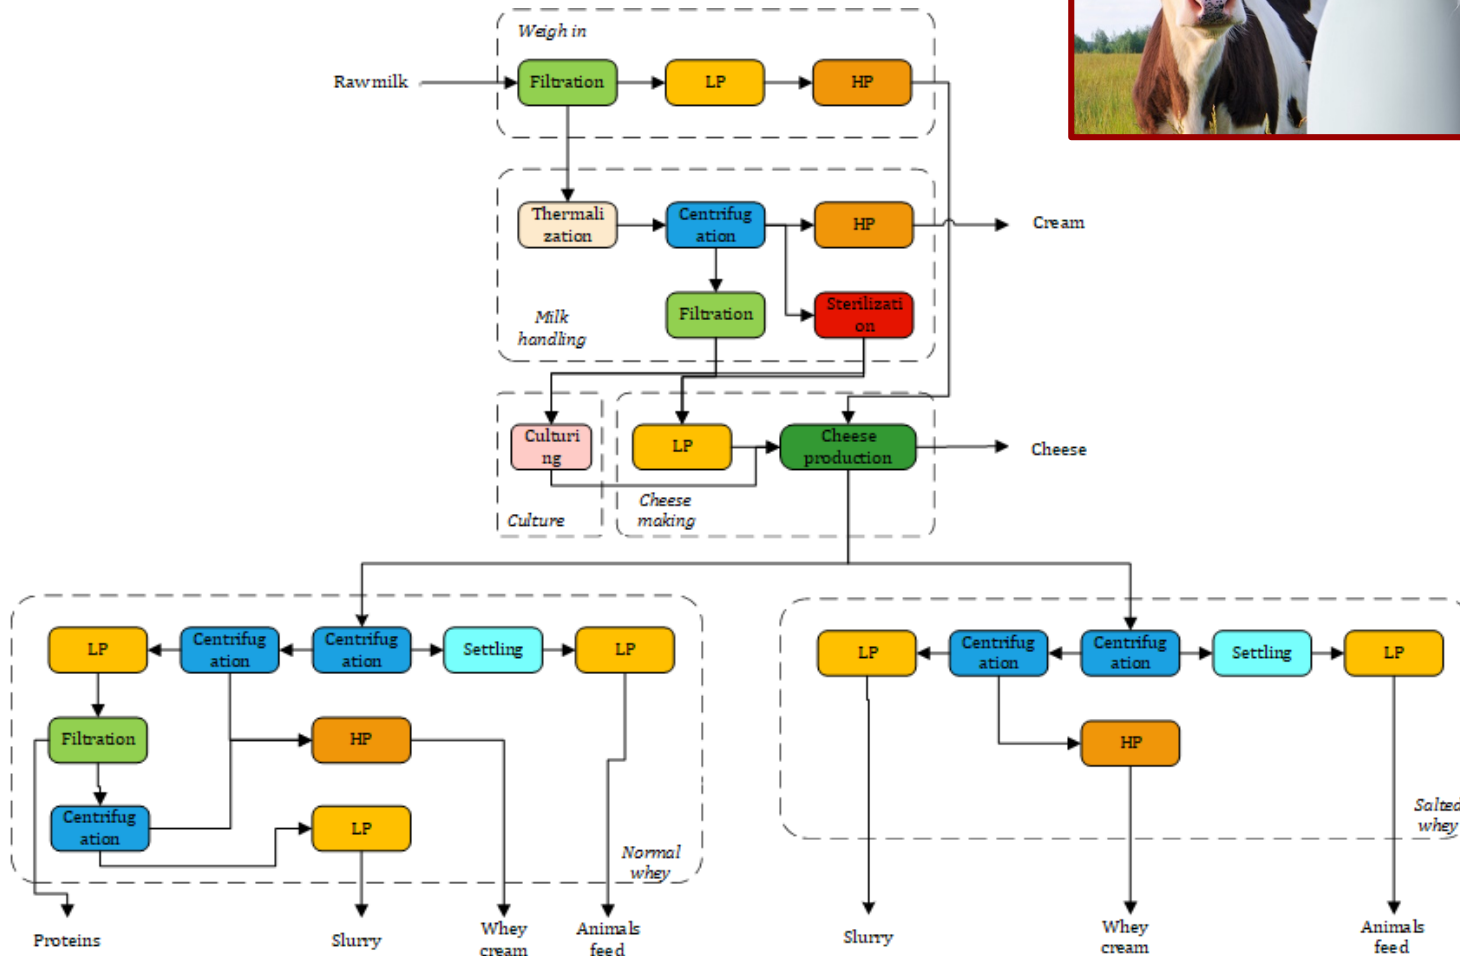 Weigh in
Raw milk
Filtration
LP
HP
Thermali
zation
Centrifug
ation
HP
Cream
Filtration
Sterilizati
on
Milk
handling
Culturi
ng
LP
Cheese
production
Cheese
Culture
Cheese
making
LP
Centrifug
ation
Centrifug
ation
Settling
LP
LP
Centrifug
ation
Centrifug
ation
Settling
LP
Filtration
HP
HP
Centrifug
ation
LP
Normal
whey
Salted
whey
Proteins
Slurry
Whey
cream
Animals
feed
Slurry
Whey
cream
Animals
feed